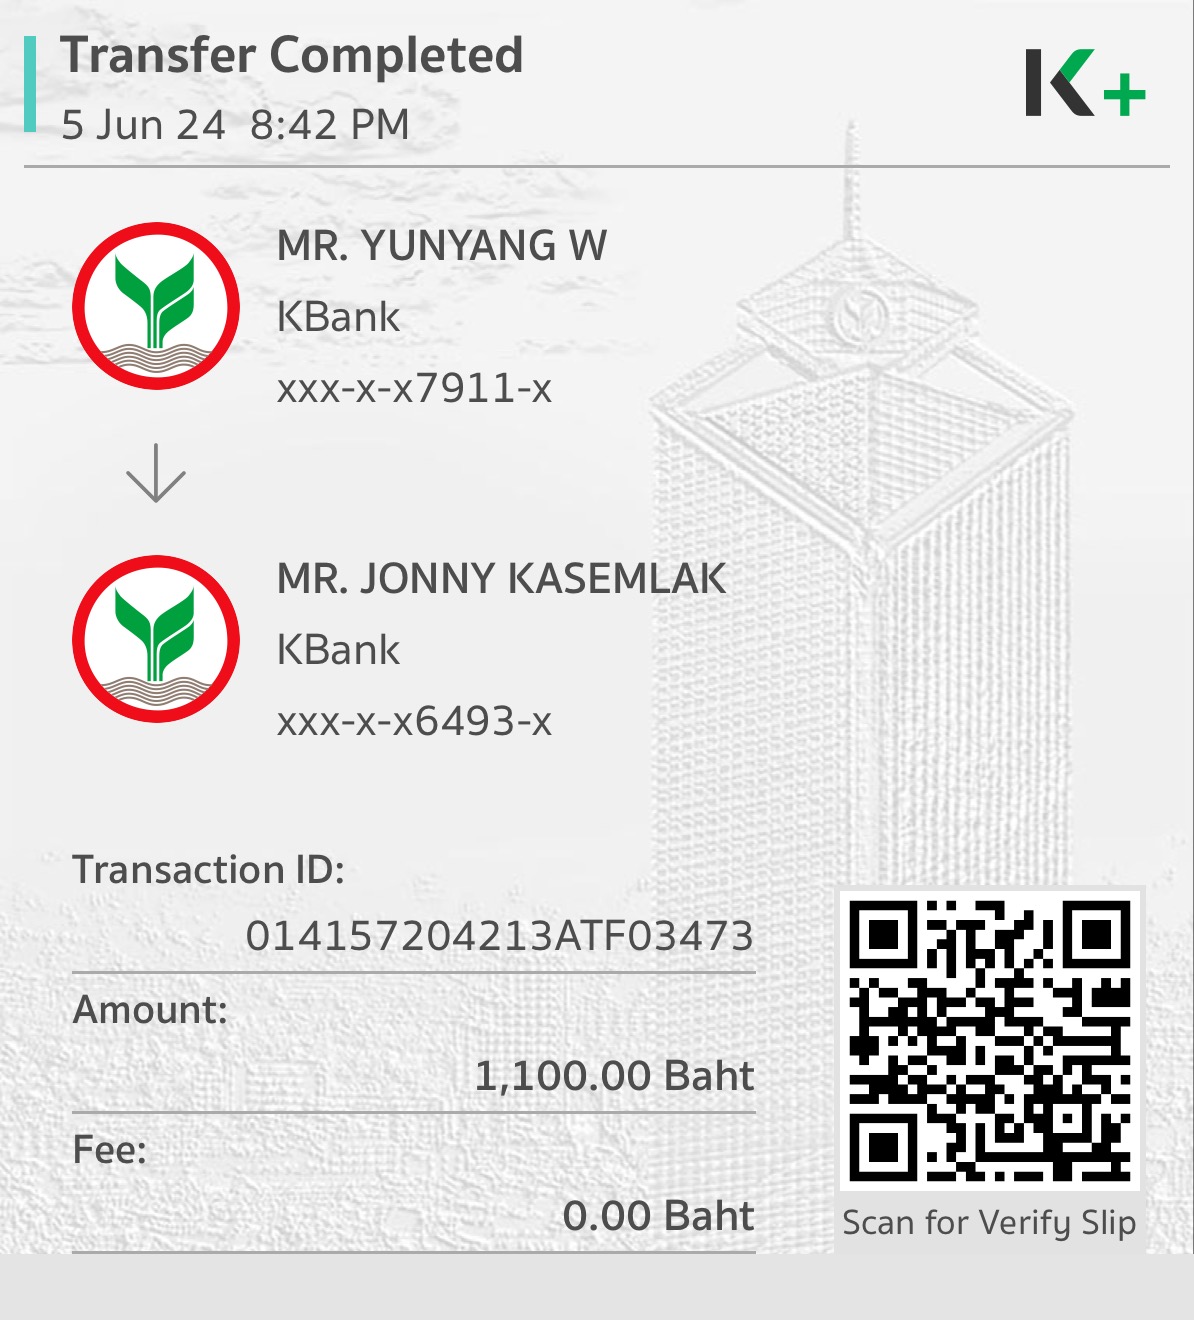 Transfer Completed
5 Jun 24 8:42 PM
K+
MR. YUNYANG W
KBank
xxx-x-x7911-x
MR. JONNY KASEMLAK
KBank
xxx-x-x6493-x
Transaction ID:
014157204213ATF03473
Amount:
1,100.00 Baht
Fee:
0.00 Baht
Scan for Verify Slip